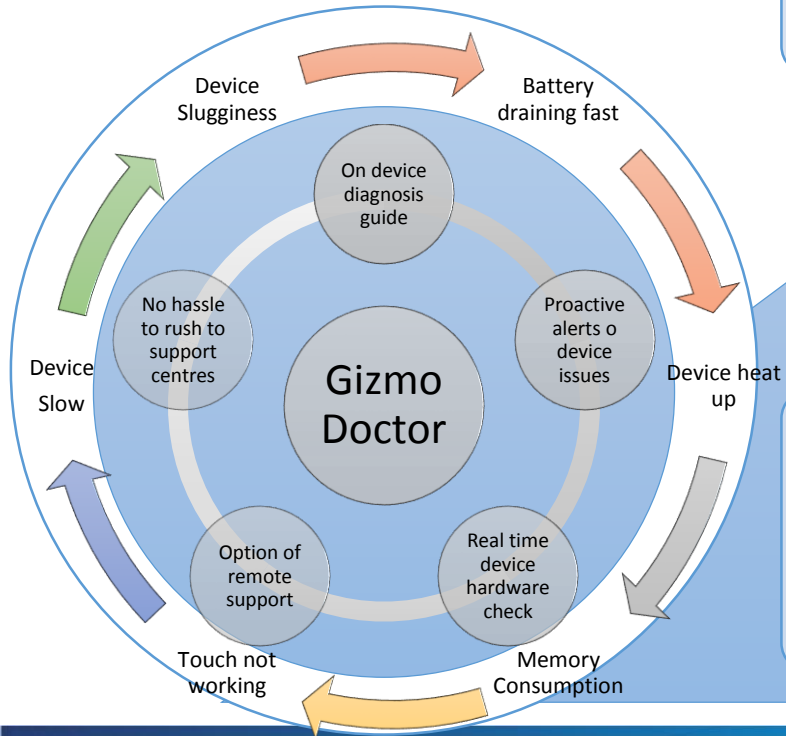 Device
Slugginess
Battery
draining fast
On device
diagnosis
guide
No hassle
to rush to
support
centres
Proactive
alerts o
device
issues
Device
Slow
Gizmo
Doctor
Device heat
up
Option of
remote
support
Real time
device
hardware
check
Touch not
working
Memory
Consumption